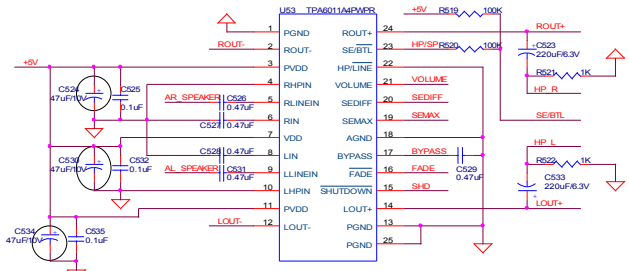 U53 TPA6011A4PWPR
+5V R519 100K
1 PGND ROUT+ 24 ROUT+
ROUT- 2 ROUT- SE/BTL 23 HP/SP R520 100K
C523
220uF/6.3V
+5V 3 PVDD HP/LINE 22
C524
47uF/10V
C525
0.1uF
4 RHPIN VOLUME 21 VOLUME
R521 1K
HP_R
AR_SPEAKER C526 5 RLINEIN SEDIFF 20 SEDIFF
0.47uF
C527 0.47uF 6 RIN SEMAX 19 SEMAX
SE/BTL
7 VDD AGND 18
HP_L
C528 0.47uF 8 LIN BYPASS 17 BYPASS
C529
0.47uF
C530
47uF/10V
C532
0.1uF
AL_SPEAKER C531 9 LLINEIN FADE 16 FADE
0.47uF
R522 1K
10 LHPIN SHUTDOWN 15 SHD
C533
220uF/6.3V
11 PVDD LOUT+ 14 LOUT+
LOUT- 12 LOUT- PGND 13
C534
47uF/10V
C535
0.1uF
PGND 25